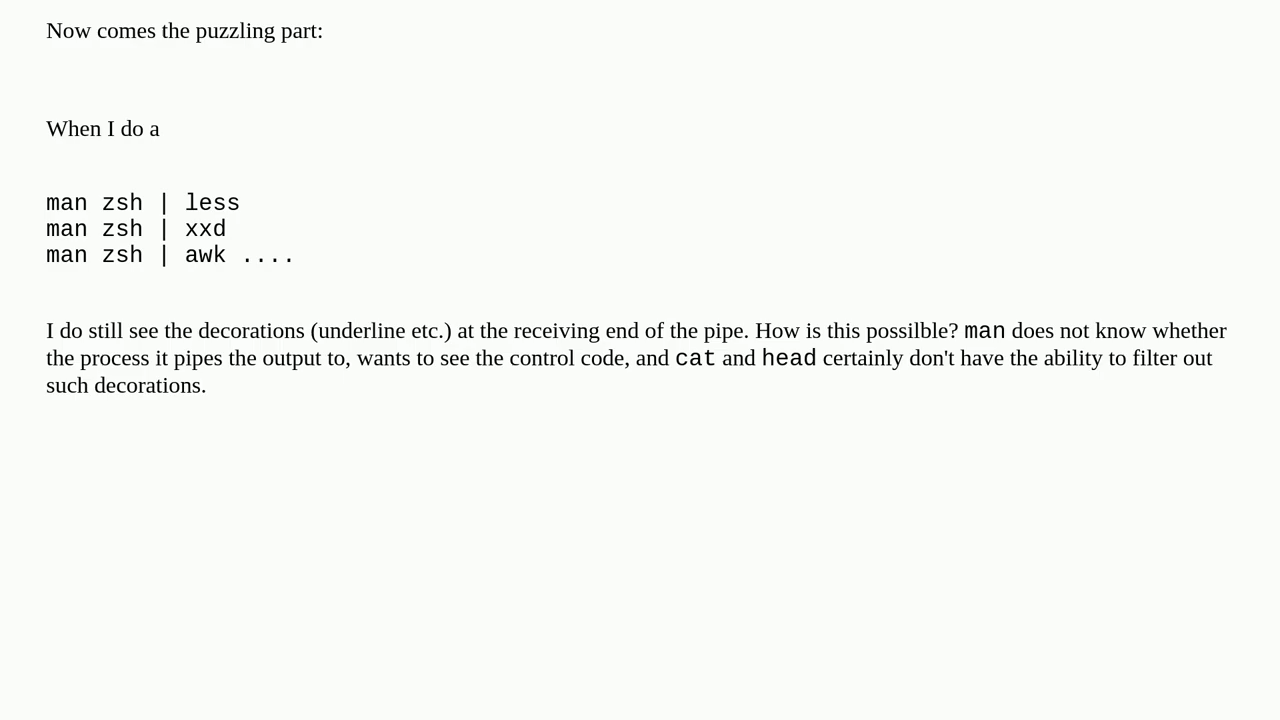 Now comes the puzzling part:
When I do a
man zsh | less
man zsh | xxd
man zsh | awk ....
I do still see the decorations (underline etc.) at the receiving end of the pipe. How is this possilble? man does not know whether
the process it pipes the output to, wants to see the control code, and cat and head certainly don't have the ability to filter out
such decorations.